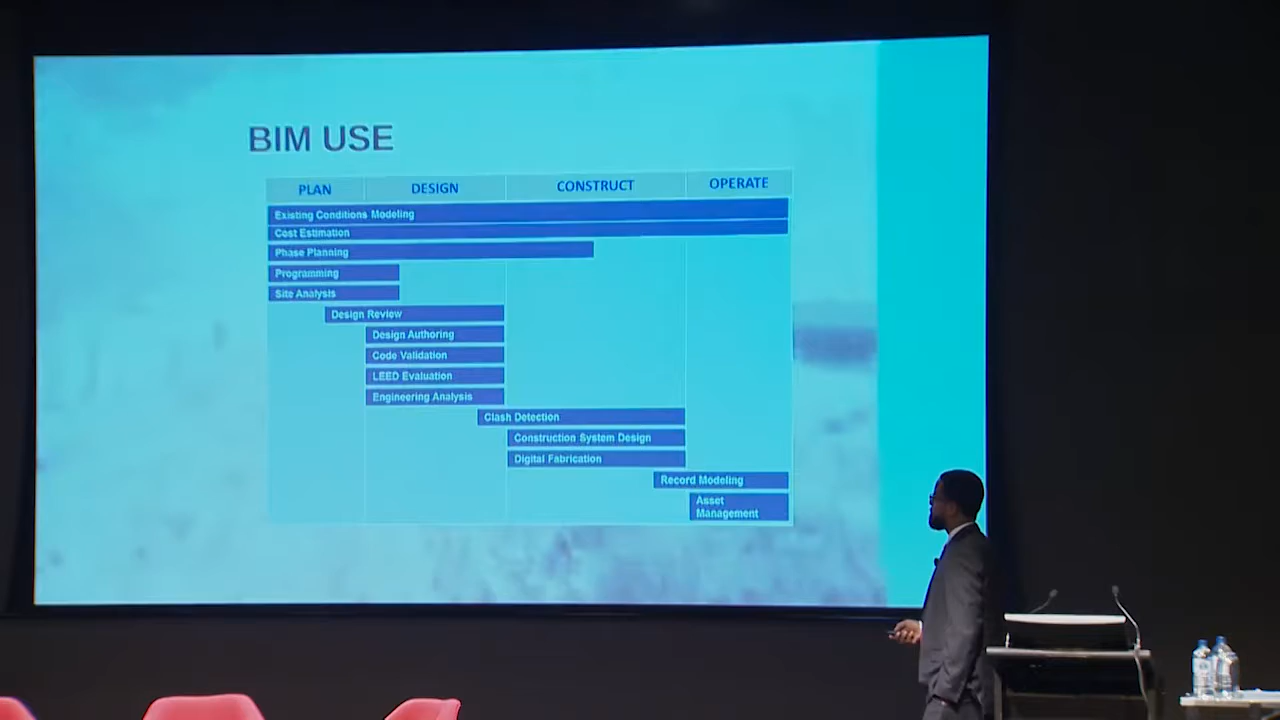 BIM USE
PLAN DESIGN CONSTRUCT OPERATE
Existing Conditions Modeling
Cost Estimation
Phase Planning
Programming
Site Analysis
Design Review
Design Authoring
Code Validation
LEED Evaluation
Engineering Analysis
Clash Detection
Construction System Design
Digital Fabrication
Record Modeling
Asset
Management